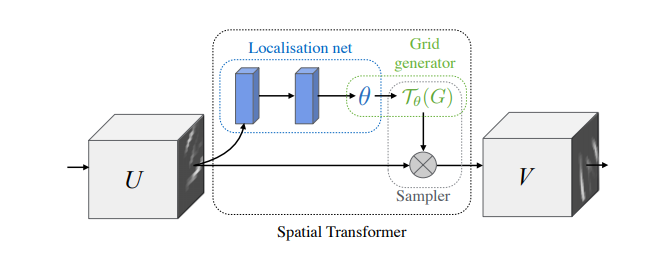 Localisation net
Grid
generator
θ
𝒯θ(G)
U
V
Sampler
Spatial Transformer